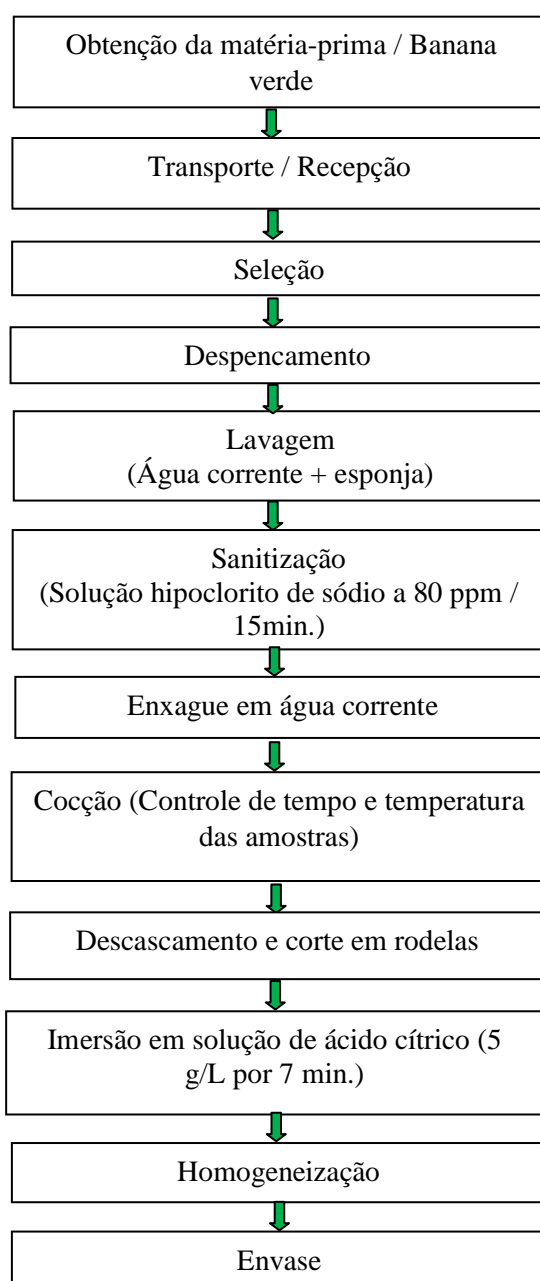 Obtenção da matéria-prima / Banana
verde
Transporte / Recepção
Seleção
Despencamento
Lavagem
(Água corrente + esponja)
Sanitização
(Solução hipoclorito de sódio a 80 ppm /
15min.)
Enxague em água corrente
Cocção (Controle de tempo e temperatura
das amostras)
Descascamento e corte em rodelas
Imersão em solução de ácido cítrico (5
g/L por 7 min.)
Homogeneização
Envase